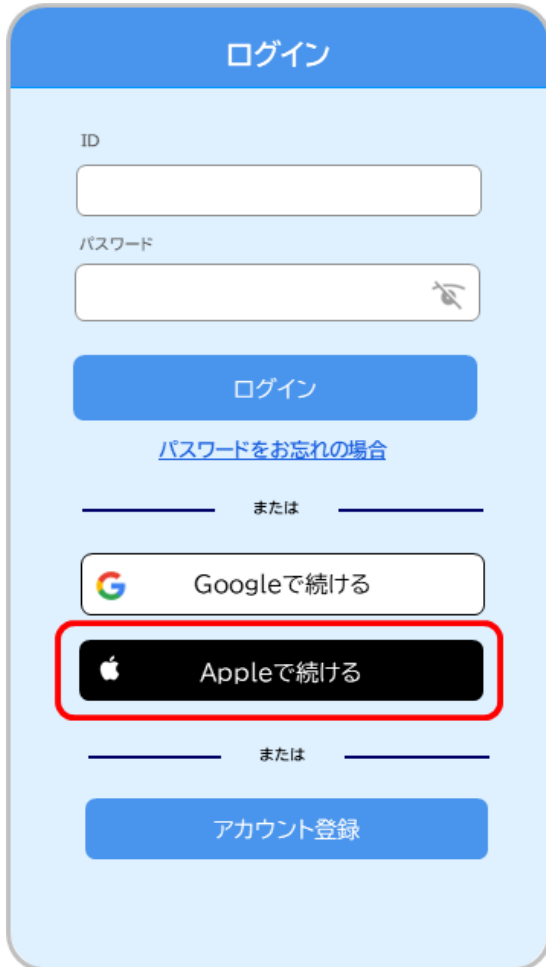 ログイン
ID
パスワード
ログイン
パスワードをお忘れの場合
または
Googleで続ける
Appleで続ける
または
アカウント登録